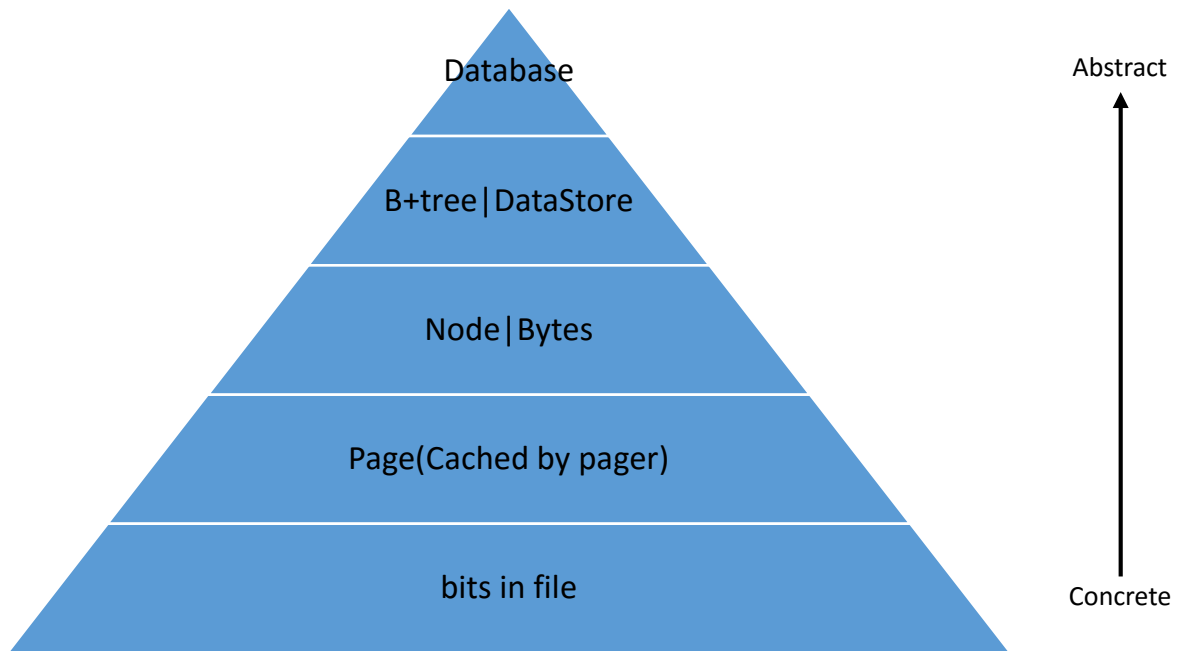 Database
Abstract
B+tree|DataStore
Node|Bytes
Page(Cached by pager)
bits in file
Concrete